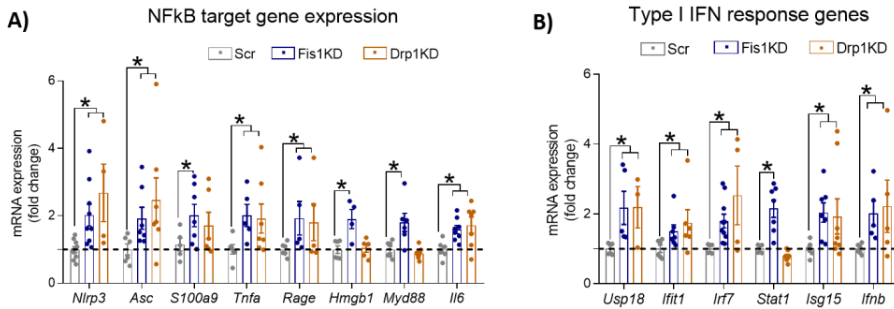 A)
NFkB target gene expression
Scr Fis1KD Drp1KD
mRNA expression
(fold change)
6
4
2
0
* * * * * * * *
Nlrp3 Asc S100a9 Tnfa Rage Hmgb1 Myd88 Il6
B)
Type I IFN response genes
Scr Fis1KD Drp1KD
mRNA expression
(fold change)
6
4
2
1
0
* * * * * *
Usp18 Ifit1 Irf7 Stat1 Isg15 Ifnb